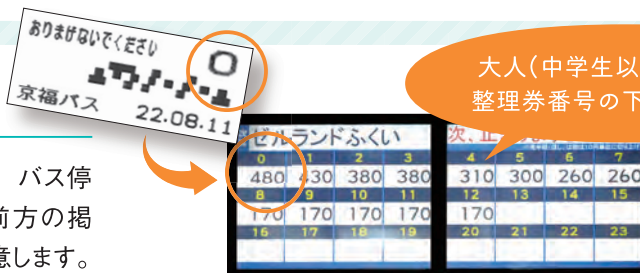 おりまげないでください
0
京福バス 22.08.11
大人(中学生以
整理券番号の下
バス停
前方の掲
意します。
ゼルランドふくい
0 1 2 3
480 430 380 380
8 9 10 11
170 170 170 170
16 17 18 19
次、
4 5 6 7
310 300 260 260
12 13 14 15
170
20 21 22 23